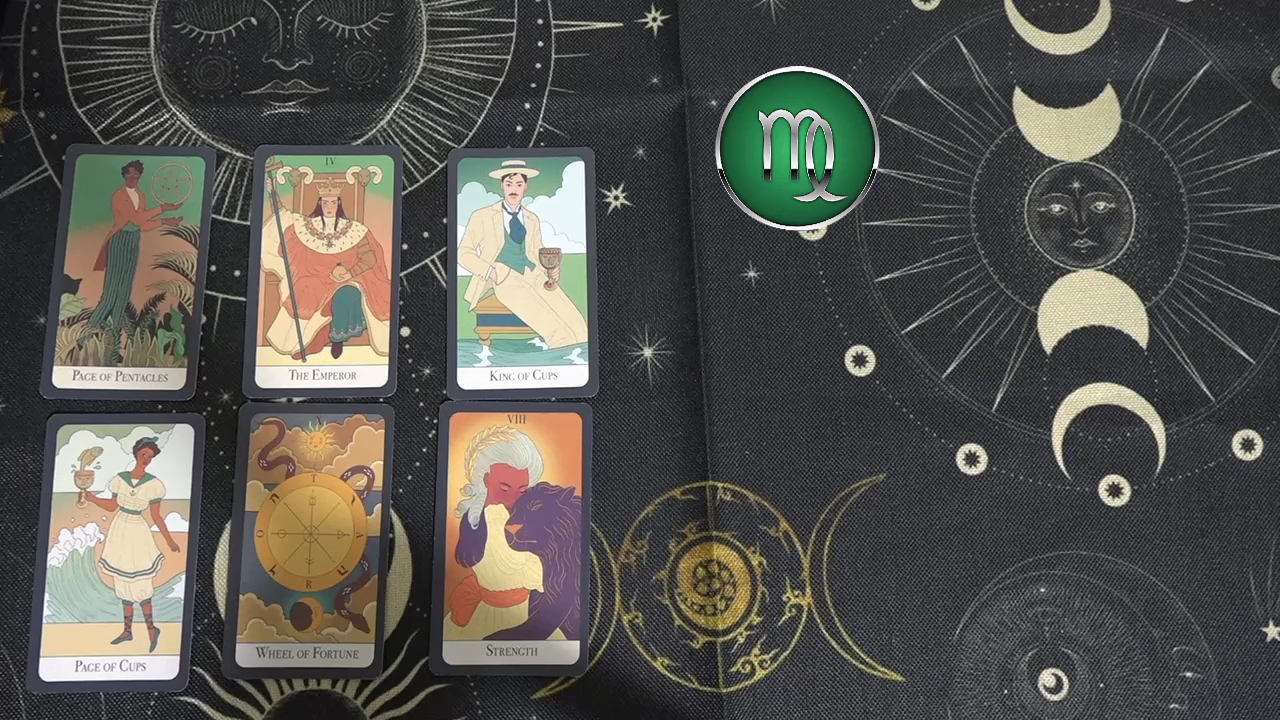 PAGE OF PENTACLES
IV
THE EMPEROR
KING OF CUPS
PAGE OF CUPS
X
T
A
R
O
WHEEL OF FORTUNE
VIII
STRENGTH